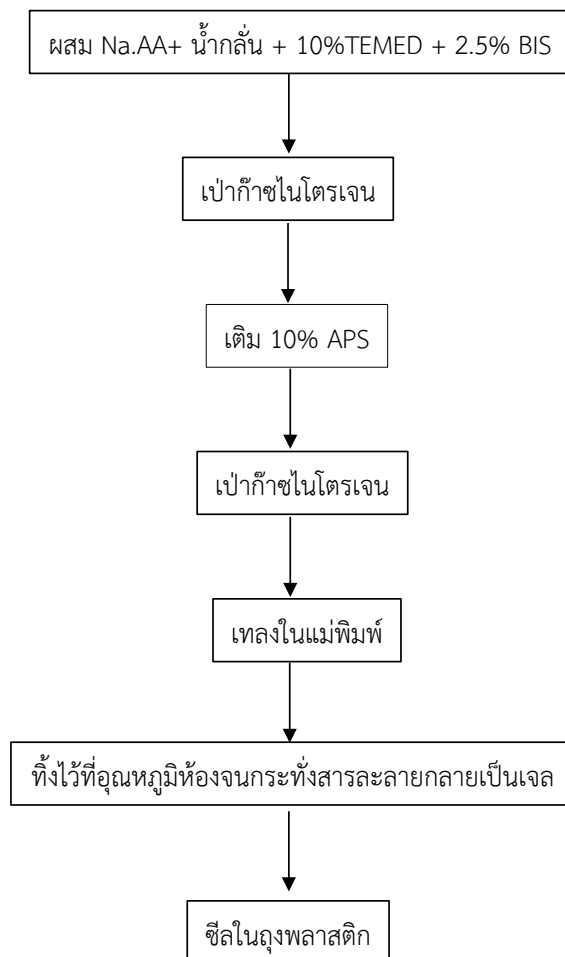 ผสม Na.AA+ น้ำกลั่น + 10%TEMED + 2.5% BIS
เป่าก๊าซไนโตรเจน
เติม 10% APS
เป่าก๊าซไนโตรเจน
เทลงในแม่พิมพ์
ทิ้งไว้ที่อุณหภูมิห้องจนกระทั่งสารละลายกลายเป็นเจล
ซีลในถุงพลาสติก